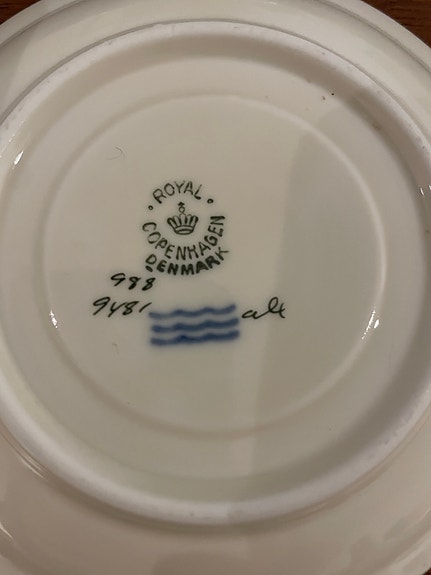 ROYAL
COPENHAGEN
DENMARK
988
9481